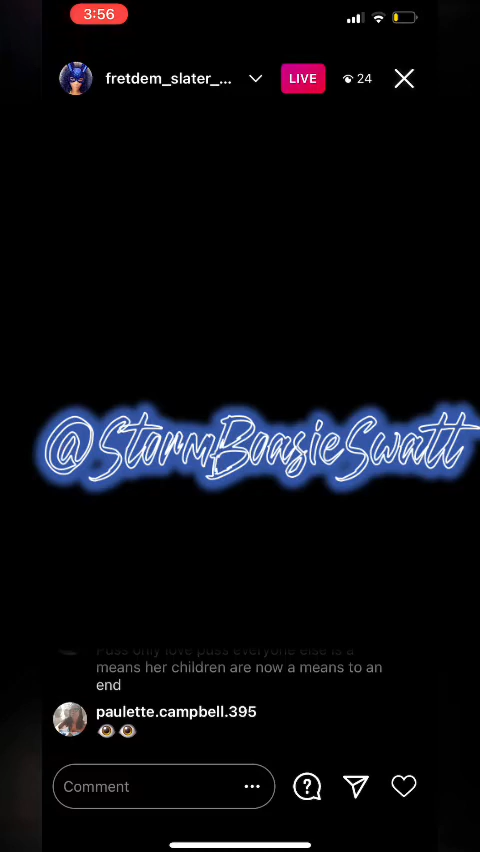 3:56
fretdem_slater_...
LIVE
24
@StormBoasieSwatt
Puss only love puss everyone else is a
means her children are now a means to an
end
paulette.campbell.395
👁️👁️
Comment